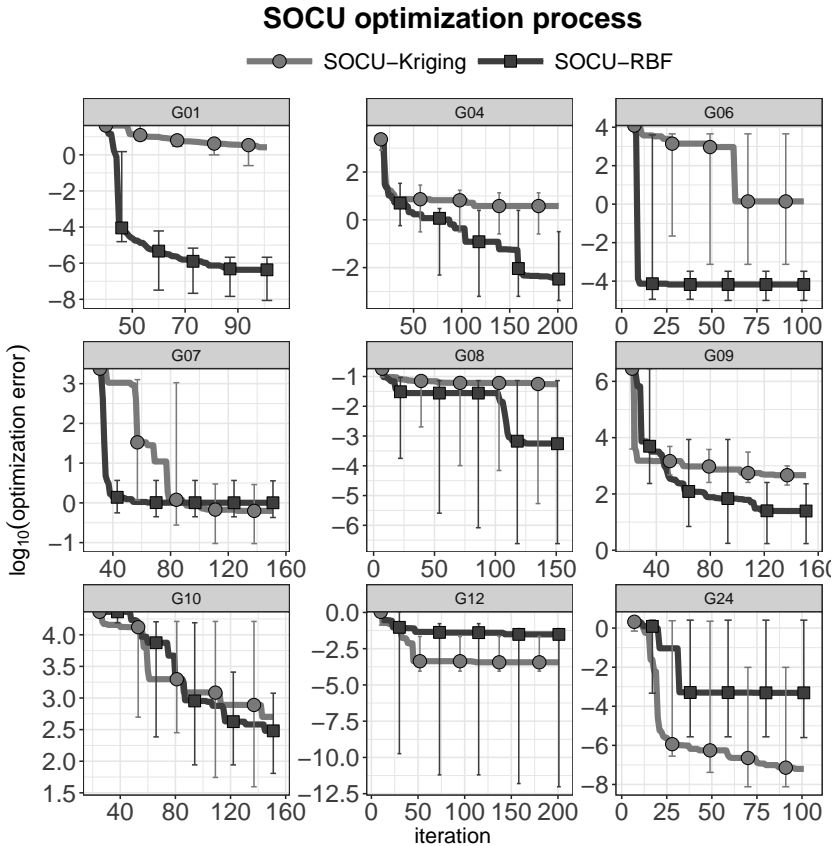 SOCU optimization process
SOCU−Kriging SOCU−RBF
G01 G04 G06
0
−2
−4
−6
−8
50 70 90
2
0
−2
50 100 150 200
4
2
0
−2
−4
0 25 50 75 100
G07 G08 G09
3
2
1
0
−1
40 80 120 160
−1
−2
−3
−4
−5
−6
0 50 100 150
6
4
2
0
40 80 120 160
G10 G12 G24
4.0
3.5
3.0
2.5
2.0
1.5
40 80 120 160
0.0
−2.5
−5.0
−7.5
−10.0
−12.5
0 50 100 150 200
0
−2
−4
−6
−8
0 25 50 75 100
log10(optimization error)
iteration